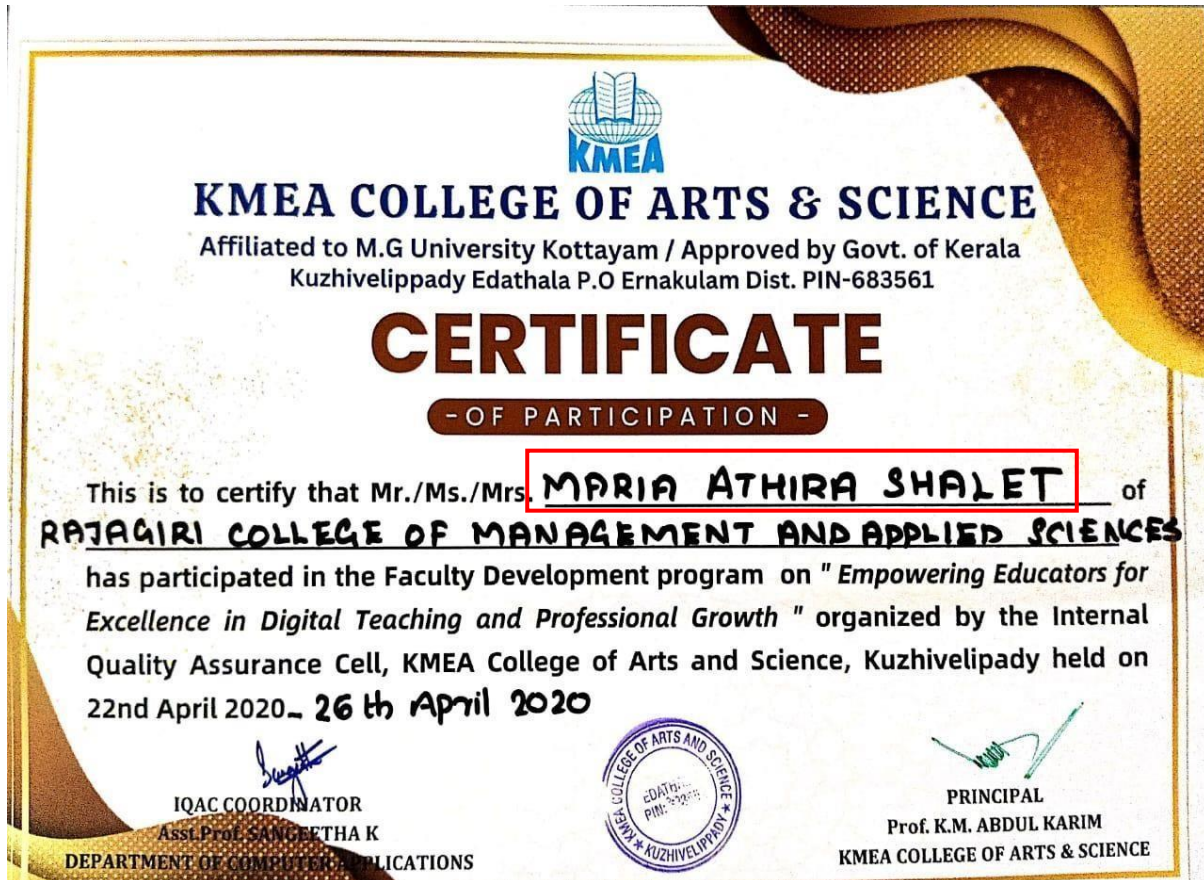 KMEA
KMEA COLLEGE OF ARTS & SCIENCE
Affiliated to M.G University Kottayam / Approved by Govt. of Kerala
Kuzhivelippady Edathala P.O Ernakulam Dist. PIN-683561
CERTIFICATE
- OF PARTICIPATION -
This is to certify that Mr./Ms./Mrs. MARIA ATHIRA SHALET of
RAJAGIRI COLLEGE OF MANAGEMENT AND APPLIED SCIENCES
has participated in the Faculty Development program on " Empowering Educators for
Excellence in Digital Teaching and Professional Growth " organized by the Internal
Quality Assurance Cell, KMEA College of Arts and Science, Kuzhivelipady held on
22nd April 2020 - 26 th April 2020
KMEA COLLEGE OF ARTS AND SCIENCE
KUZHIVELIPPADY
PIN:
IQAC COORDINATOR
Asst.Prof. SANGEETHA K
DEPARTMENT OF COMPUTER APPLICATIONS
PRINCIPAL
Prof. K.M. ABDUL KARIM
KMEA COLLEGE OF ARTS & SCIENCE